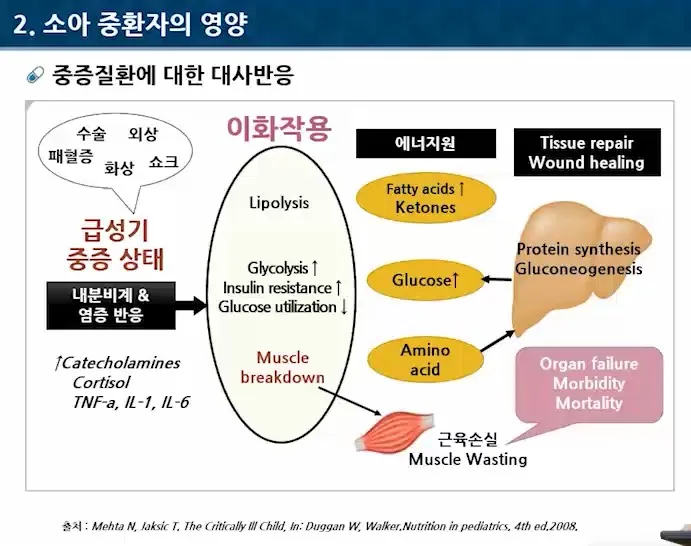 2. 소아 중환자의 영양
중증질환에 대한 대사반응
수술 외상
패혈증 화상 쇼크
급성기
중증 상태
내분비계 &
염증 반응
↑Catecholamines
Cortisol
TNF-a, IL-1, IL-6
이화작용
Lipolysis
Glycolysis↑
Insulin resistance↑
Glucose utilization↓
Muscle
breakdown
에너지원
Fatty acids↑
Ketones
Glucose↑
Amino
acid
근육손실
Muscle Wasting
Tissue repair
Wound healing
Protein synthesis
Gluconeogenesis
Organ failure
Morbidity
Mortality
출처 : Mehta N, Jaksic T, The Critically Ill Child, In: Duggan W, Walker.Nutrition in pediatrics, 4th ed.2008.